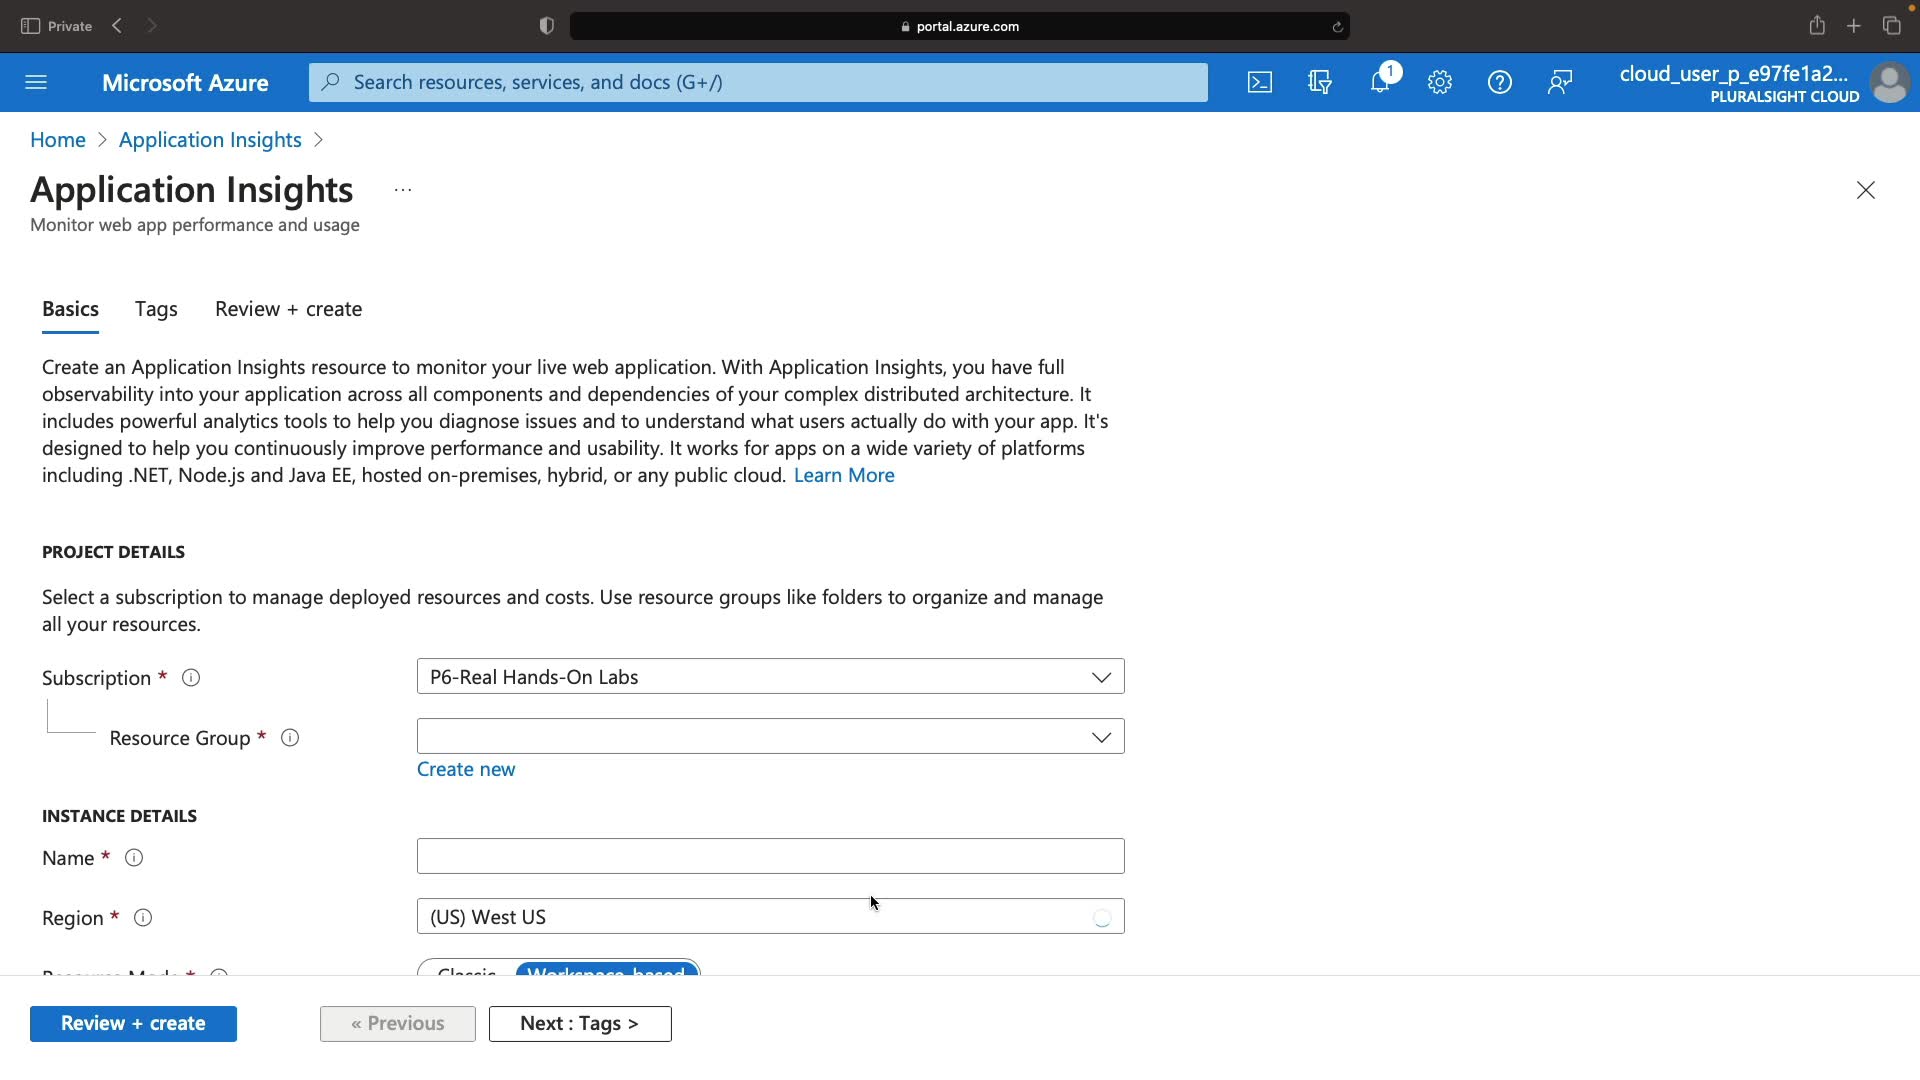 Private
portal.azure.com
Microsoft Azure
Search resources, services, and docs (G+/)
1
cloud_user_p_e97fe1a2...
PLURALSIGHT CLOUD
Home > Application Insights >
Application Insights ...
Monitor web app performance and usage
Basics Tags Review + create
Create an Application Insights resource to monitor your live web application. With Application Insights, you have full
observability into your application across all components and dependencies of your complex distributed architecture. It
includes powerful analytics tools to help you diagnose issues and to understand what users actually do with your app. It's
designed to help you continuously improve performance and usability. It works for apps on a wide variety of platforms
including .NET, Node.js and Java EE, hosted on-premises, hybrid, or any public cloud. Learn More
PROJECT DETAILS
Select a subscription to manage deployed resources and costs. Use resource groups like folders to organize and manage
all your resources.
Subscription * P6-Real Hands-On Labs
Resource Group *
Create new
INSTANCE DETAILS
Name *
Region * (US) West US
Resource Mode * Classic Workspace-based
Review + create « Previous Next : Tags >